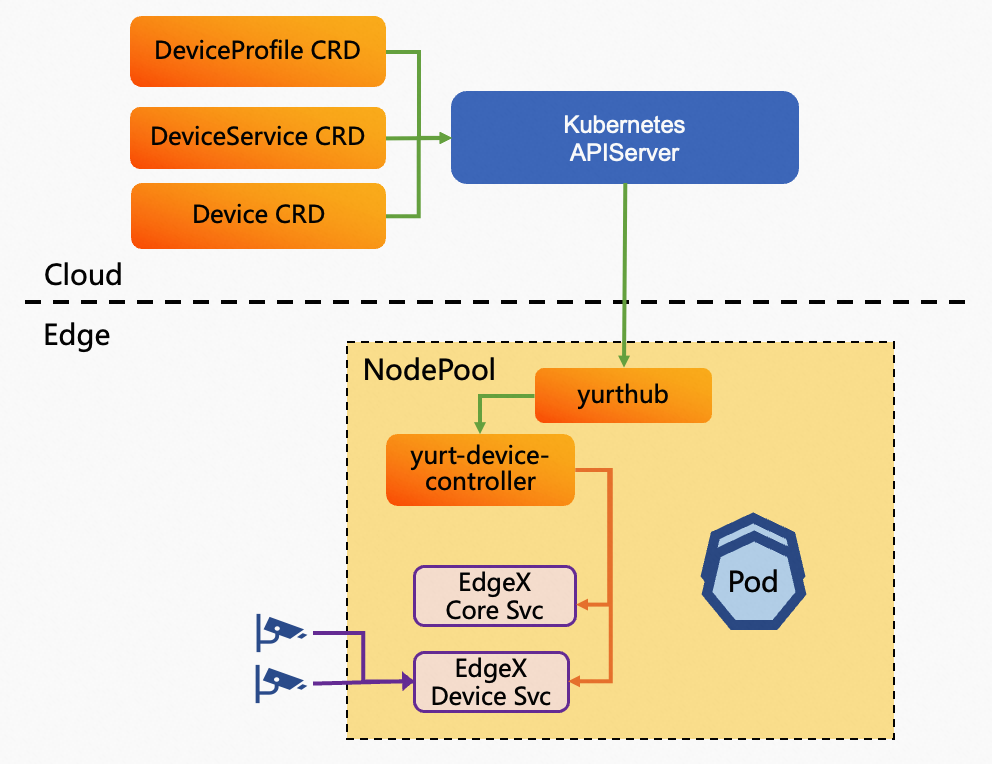 DeviceProfile CRD
DeviceService CRD
Device CRD
Kubernetes
APIServer
Cloud
Edge
NodePool
yurthub
yurt-device-
controller
EdgeX
Core Svc
EdgeX
Device Svc
Pod